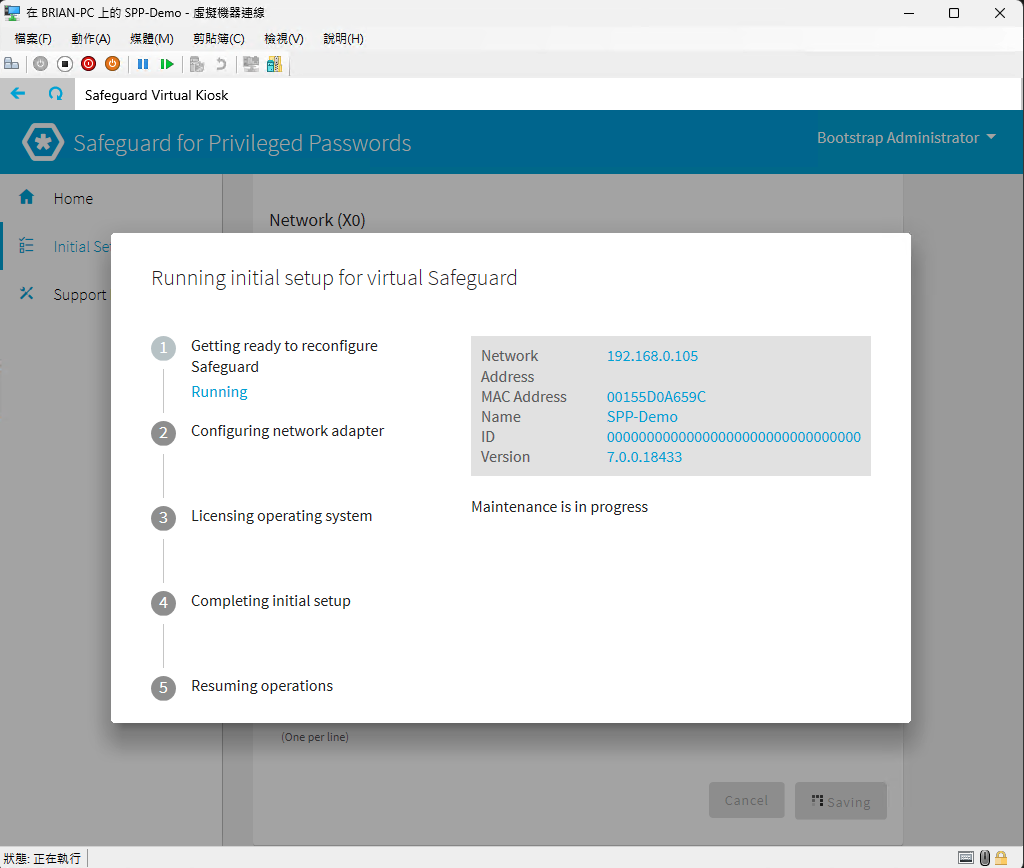 在 BRIAN-PC 上的 SPP-Demo - 虛擬機器連線
檔案(F) 動作(A) 媒體(M) 剪貼簿(C) 檢視(V) 說明(H)
Safeguard Virtual Kiosk
Safeguard for Privileged Passwords
Bootstrap Administrator
Home
Initial Se
Support
Network (X0)
Running initial setup for virtual Safeguard
1 Getting ready to reconfigure
Safeguard
Running
2 Configuring network adapter
3 Licensing operating system
4 Completing initial setup
5 Resuming operations
Network 192.168.0.105
Address
MAC Address 00155D0A659C
Name SPP-Demo
ID 00000000000000000000000000000000
Version 7.0.0.18433
Maintenance is in progress
(One per line)
Cancel Saving
狀態: 正在執行